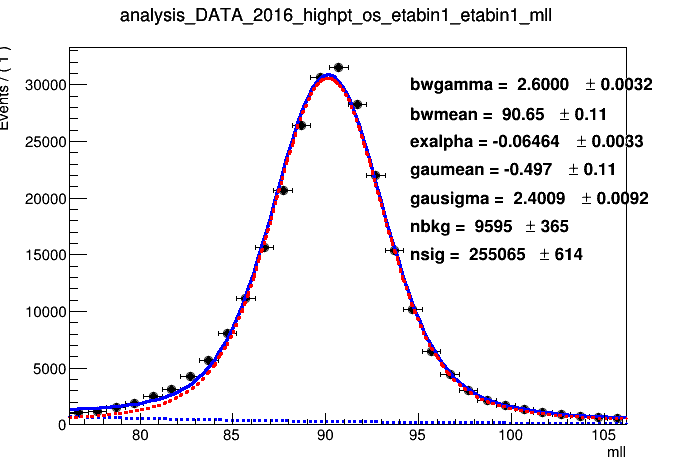 analysis_DATA_2016_highpt_os_etabin1_etabin1_mll
Events / ( 1 )
30000
25000
20000
15000
10000
5000
0
bwgamma = 2.6000 ± 0.0032
bwmean = 90.65 ± 0.11
exalpha = -0.06464 ± 0.0033
gaumean = -0.497 ± 0.11
gausigma = 2.4009 ± 0.0092
nbkg = 9595 ± 365
nsig = 255065 ± 614
80 85 90 95 100 105
mll